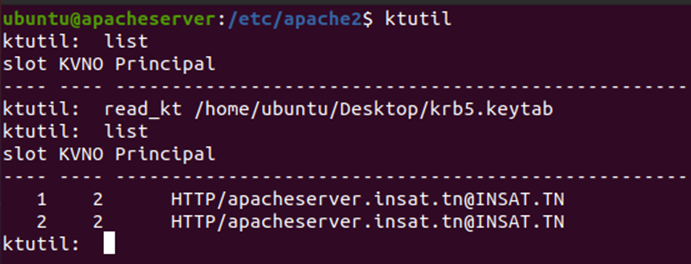 ubuntu@apacheserver:/etc/apache2$ ktutil
ktutil:  list
slot KVNO Principal
---- ---- ---------------------------------------------------------
ktutil:  read_kt /home/ubuntu/Desktop/krb5.keytab
ktutil:  list
slot KVNO Principal
---- ---- ---------------------------------------------------------
   1    2      HTTP/apacheserver.insat.tn@INSAT.TN
   2    2      HTTP/apacheserver.insat.tn@INSAT.TN
ktutil: